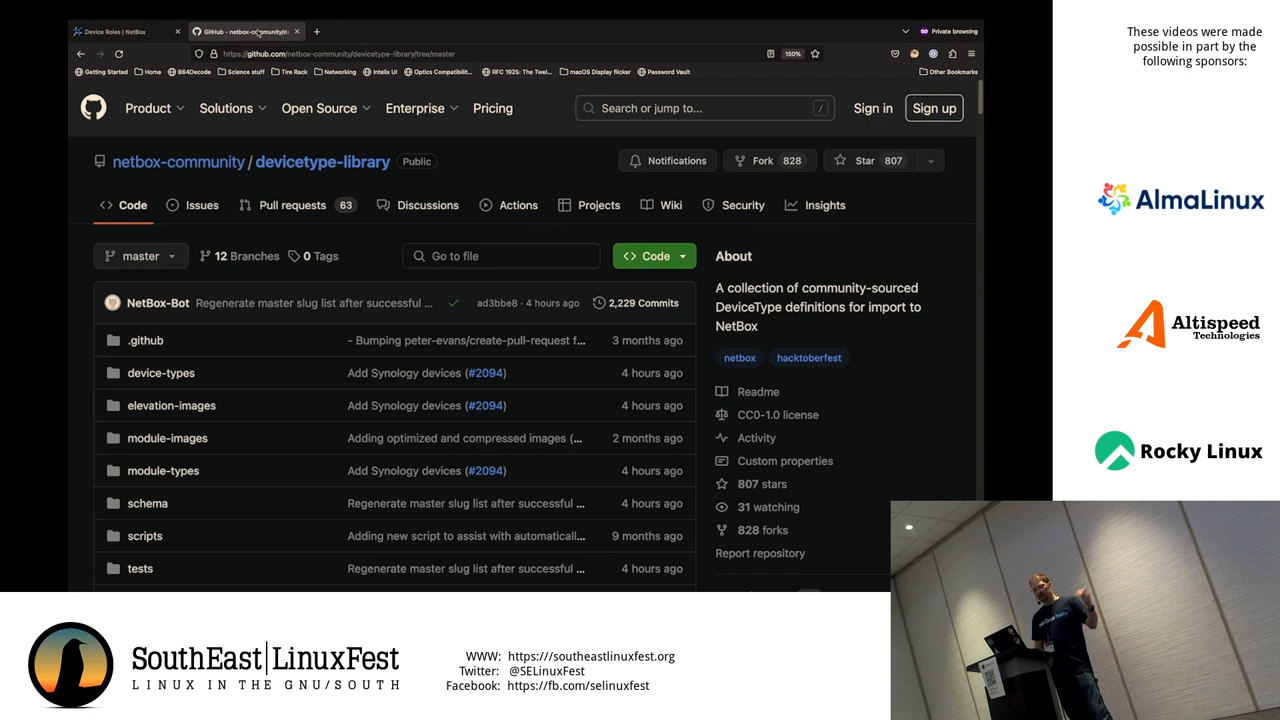 Device Roles | NetBox
GitHub - netbox-community/de
Private browsing
https://github.com/netbox-community/devicetype-library/tree/master
150%
Getting Started
Home
B64Decode
Science stuff
Tire Rack
Networking
Intelix UI
Optics Compatibilit...
RFC 1925: The Twel...
macOS Display flicker
Password Vault
Other Bookmarks
Product
Solutions
Open Source
Enterprise
Pricing
Search or jump to...
/
Sign in
Sign up
netbox-community / devicetype-library
Public
Notifications
Fork 828
Star 807
Code
Issues
Pull requests 63
Discussions
Actions
Projects
Wiki
Security
Insights
master
12 Branches
0 Tags
Go to file
Code
NetBox-Bot Regenerate master slug list after successful ...
ad3bbe8 · 4 hours ago
2,229 Commits
.github - Bumping peter-evans/create-pull-request f... 3 months ago
device-types Add Synology devices (#2094) 4 hours ago
elevation-images Add Synology devices (#2094) 4 hours ago
module-images Adding optimized and compressed images (... 2 months ago
module-types Add Synology devices (#2094) 4 hours ago
schema Regenerate master slug list after successful ... 4 hours ago
scripts Adding new script to assist with automaticall... 9 months ago
tests Regenerate master slug list after successful ... 4 hours ago
About
A collection of community-sourced
DeviceType definitions for import to
NetBox
netbox
hacktoberfest
Readme
CC0-1.0 license
Activity
Custom properties
807 stars
31 watching
828 forks
Report repository
These videos were made
possible in part by the
following sponsors:
AlmaLinux
Altispeed
Technologies
Rocky Linux
SouthEast LinuxFest
LINUX IN THE GNU/SOUTH
WWW: https:///southeastlinuxfest.org
Twitter: @SELinuxFest
Facebook: https://fb.com/selinuxfest